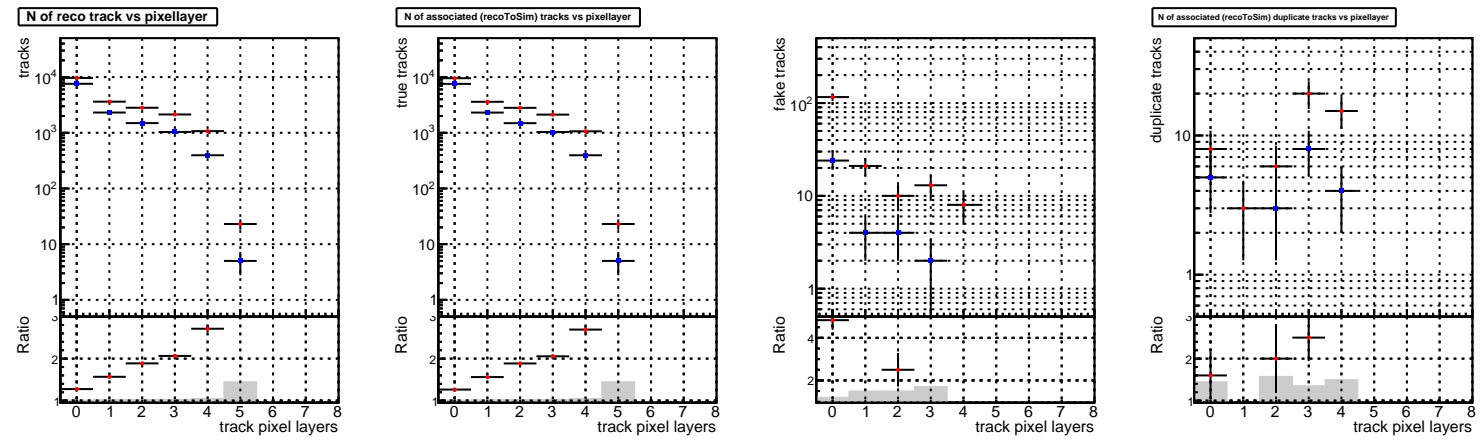 N of reco track vs pixellayer
tracks
10^4
10^3
10^2
10
1
Ratio
3
2
1
0 1 2 3 4 5 6 7 8
track pixel layers
N of associated (recoToSim) tracks vs pixellayer
true tracks
10^4
10^3
10^2
10
1
Ratio
3
2
1
0 1 2 3 4 5 6 7 8
track pixel layers
fake tracks
10^2
10
1
Ratio
4
2
0 1 2 3 4 5 6 7 8
track pixel layers
N of associated (recoToSim) duplicate tracks vs pixellayer
duplicate tracks
10
1
Ratio
3
2
1
0 1 2 3 4 5 6 7 8
track pixel layers